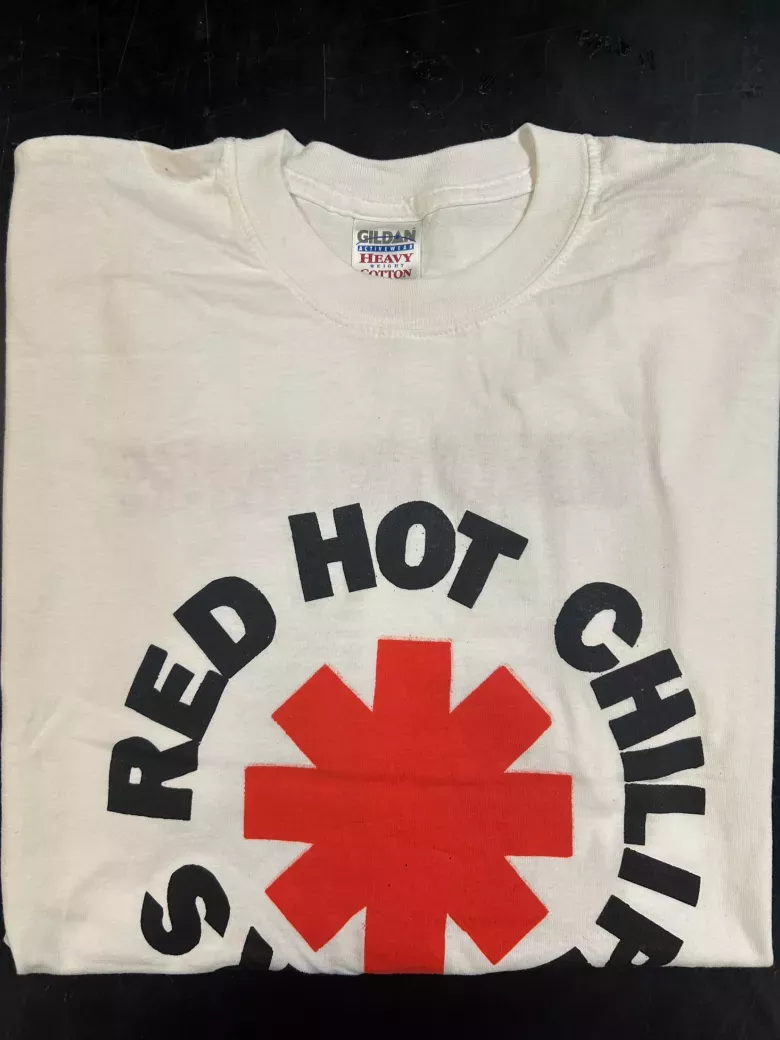 GILDAN
ACTIVEWEAR
HEAVY
WEIGHT
COTTON
RED HOT CHILI P
S